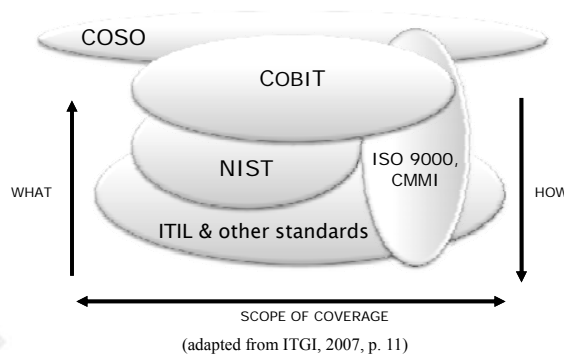 COSO
COBIT
NIST
ISO 9000,
CMMI
WHAT
HOW
ITIL & other standards
SCOPE OF COVERAGE
(adapted from ITGI, 2007, p. 11)